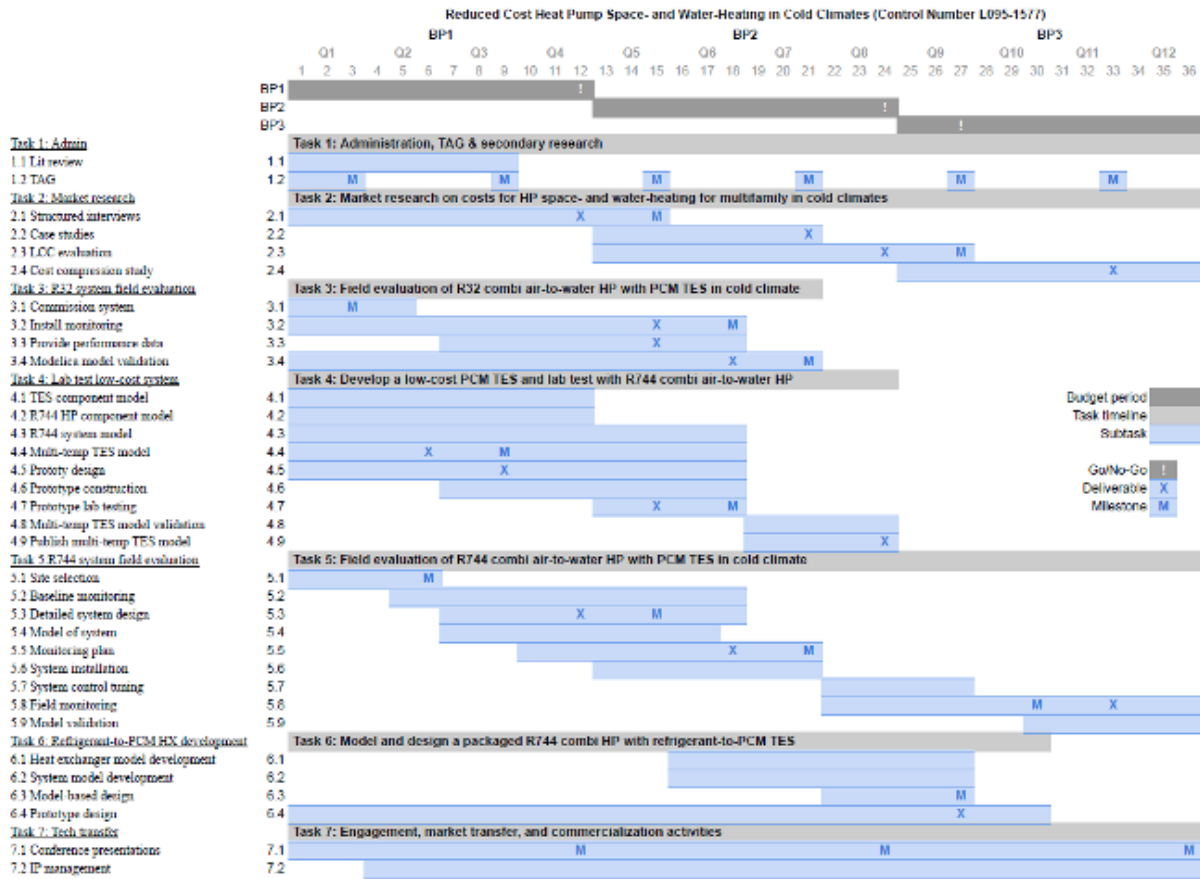 Reduced Cost Heat Pump Space- and Water-Heating in Cold Climates (Control Number L095-1577)
BP1 BP2 BP3
Q1 Q2 Q3 Q4 Q5 Q6 Q7 Q8 Q9 Q10 Q11 Q12
1 2 3 4 5 6 7 8 9 10 11 12 13 14 15 16 17 18 19 20 21 22 23 24 25 26 27 28 29 30 31 32 33 34 35 36
BP1 !
BP2 !
BP3 !
Task 1: Admin Task 1: Administration, TAG & secondary research
1.1 Lit review 1.1
1.2 TAG 1.2 M M M M M M
Task 2: Market research Task 2: Market research on costs for HP space- and water-heating for multifamily in cold climates
2.1 Structured interviews 2.1 X M
2.2 Case studies 2.2 X
2.3 LCC evaluation 2.3 X M
2.4 Cost compression study 2.4 X
Task 3: R32 system field evaluation Task 3: Field evaluation of R32 combi air-to-water HP with PCM TES in cold climate
3.1 Commission system 3.1 M
3.2 Install monitoring 3.2 X M
3.3 Provide performance data 3.3 X
3.4 Modelica model validation 3.4 X M
Task 4: Lab test low-cost system Task 4: Develop a low-cost PCM TES and lab test with R744 combi air-to-water HP
4.1 TES component model 4.1 Budget period
4.2 R744 HP component model 4.2 Task timeline
4.3 R744 system model 4.3 Subtask
4.4 Multi-temp TES model 4.4 X M
4.5 Prototy design 4.5 X Go/No-Go !
4.6 Prototype construction 4.6 Deliverable X
4.7 Prototype lab testing 4.7 X M Milestone M
4.8 Multi-temp TES model validation 4.8
4.9 Publish multi-temp TES model 4.9 X
Task 5 R744 system field evaluation Task 5: Field evaluation of R744 combi air-to-water HP with PCM TES in cold climate
5.1 Site selection 5.1 M
5.2 Baseline monitoring 5.2
5.3 Detailed system design 5.3 X M
5.4 Model of system 5.4
5.5 Monitoring plan 5.5 X M
5.6 System installation 5.6
5.7 System control tuning 5.7
5.8 Field monitoring 5.8 M X
5.9 Model validation 5.9
Task 6: Refrigerant-to-PCM HX development Task 6: Model and design a packaged R744 combi HP with refrigerant-to-PCM TES
6.1 Heat exchanger model development 6.1
6.2 System model development 6.2
6.3 Model-based design 6.3 M
6.4 Prototype design 6.4 X
Task 7: Tech transfer Task 7: Engagement, market transfer, and commercialization activities
7.1 Conference presentations 7.1 M M M
7.2 IP management 7.2